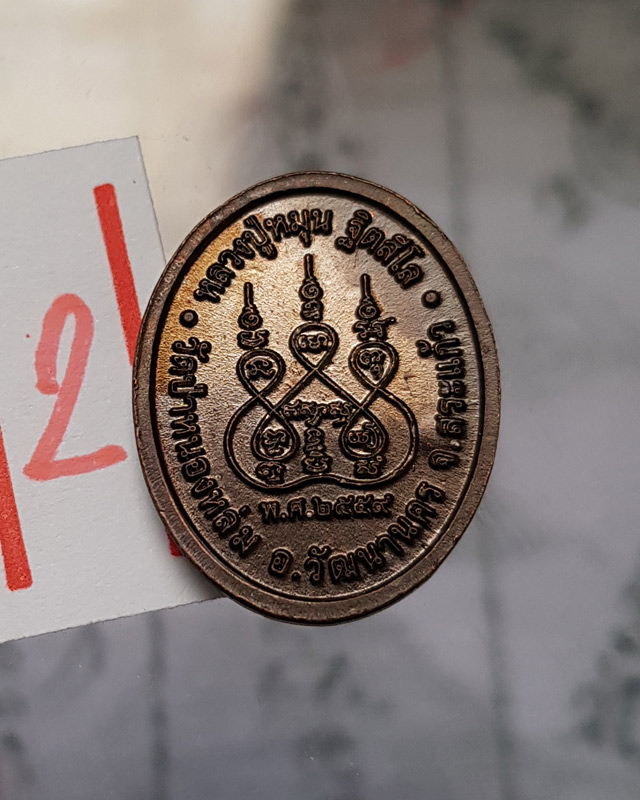 หลวงปู่หมุน ฐิตสีโล
วัดป่าหนองหล่ม อ.วัฒนานคร จ.สระแก้ว
พ.ศ.๒๕๕๙
2